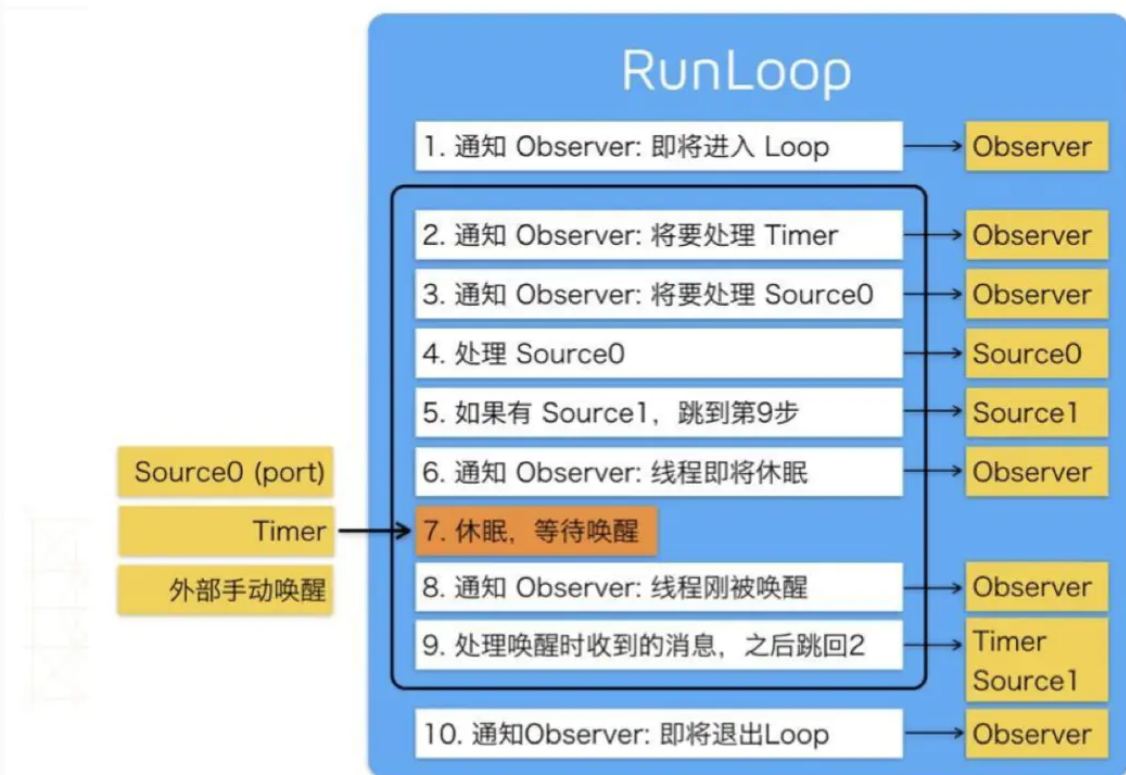 RunLoop
1. 通知 Observer: 即将进入 Loop
Observer
2. 通知 Observer: 将要处理 Timer
Observer
3. 通知 Observer: 将要处理 Source0
Observer
4. 处理 Source0
Source0
5. 如果有 Source1，跳到第9步
Source1
Source0 (port)
6. 通知 Observer: 线程即将休眠
Observer
Timer
7. 休眠，等待唤醒
外部手动唤醒
8. 通知 Observer: 线程刚被唤醒
Observer
9. 处理唤醒时收到的消息，之后跳回2
Timer
Source1
10. 通知Observer: 即将退出Loop
Observer